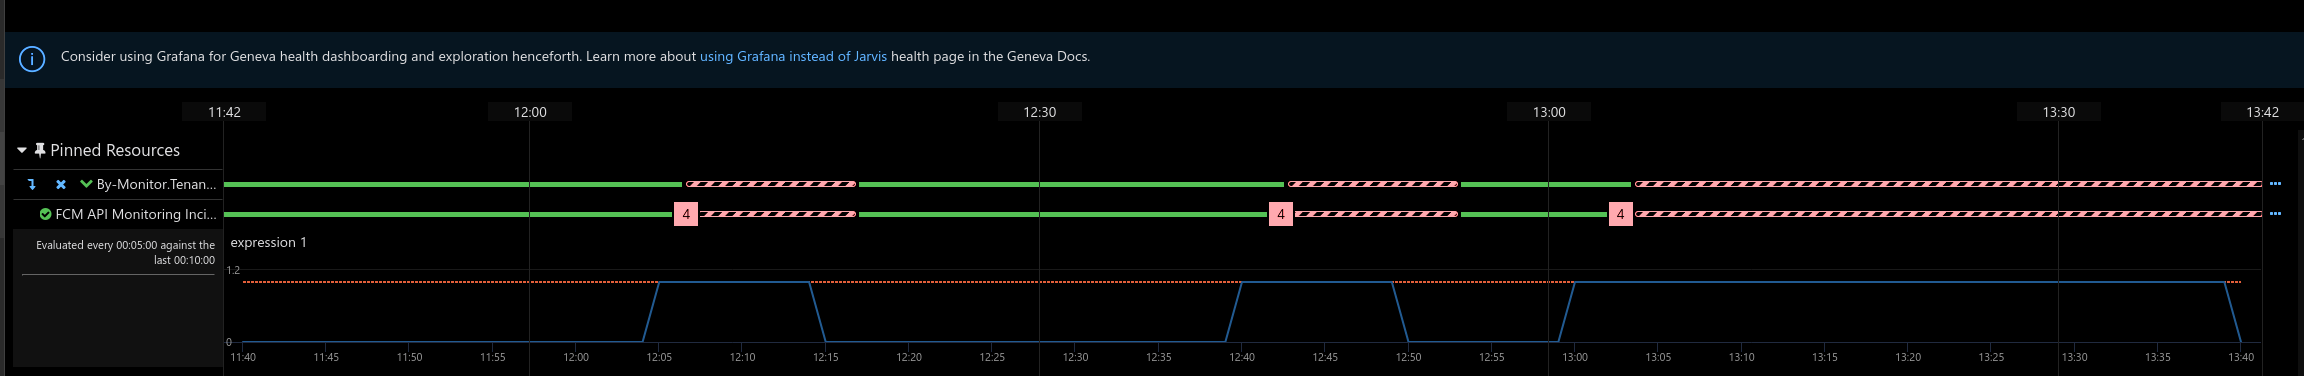 Consider using Grafana for Geneva health dashboarding and exploration henceforth. Learn more about using Grafana instead of Jarvis health page in the Geneva Docs.
11:42 12:00 12:30 13:00 13:30 13:42
Pinned Resources
By-Monitor.Tenan...
FCM API Monitoring Inci... 4 4 4
Evaluated every 00:05:00 against the
last 00:10:00
expression 1
1.2
0
11:40 11:45 11:50 11:55 12:00 12:05 12:10 12:15 12:20 12:25 12:30 12:35 12:40 12:45 12:50 12:55 13:00 13:05 13:10 13:15 13:20 13:25 13:30 13:35 13:40